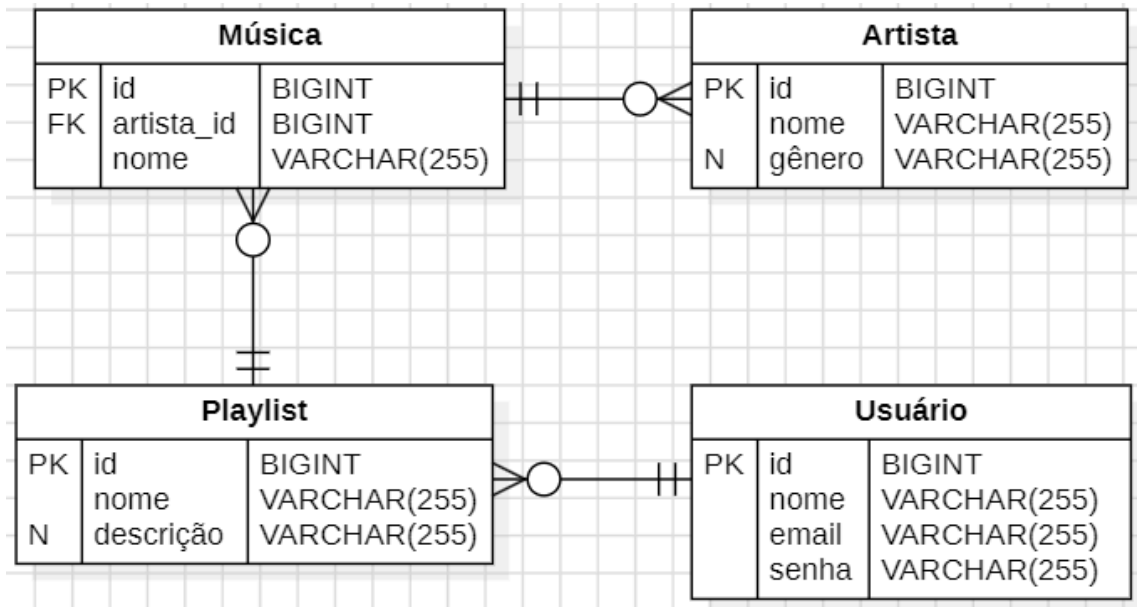 Música
PK id BIGINT
FK artista_id BIGINT
nome VARCHAR(255)
Artista
PK id BIGINT
nome VARCHAR(255)
N gênero VARCHAR(255)
Playlist
PK id BIGINT
nome VARCHAR(255)
N descrição VARCHAR(255)
Usuário
PK id BIGINT
nome VARCHAR(255)
email VARCHAR(255)
senha VARCHAR(255)